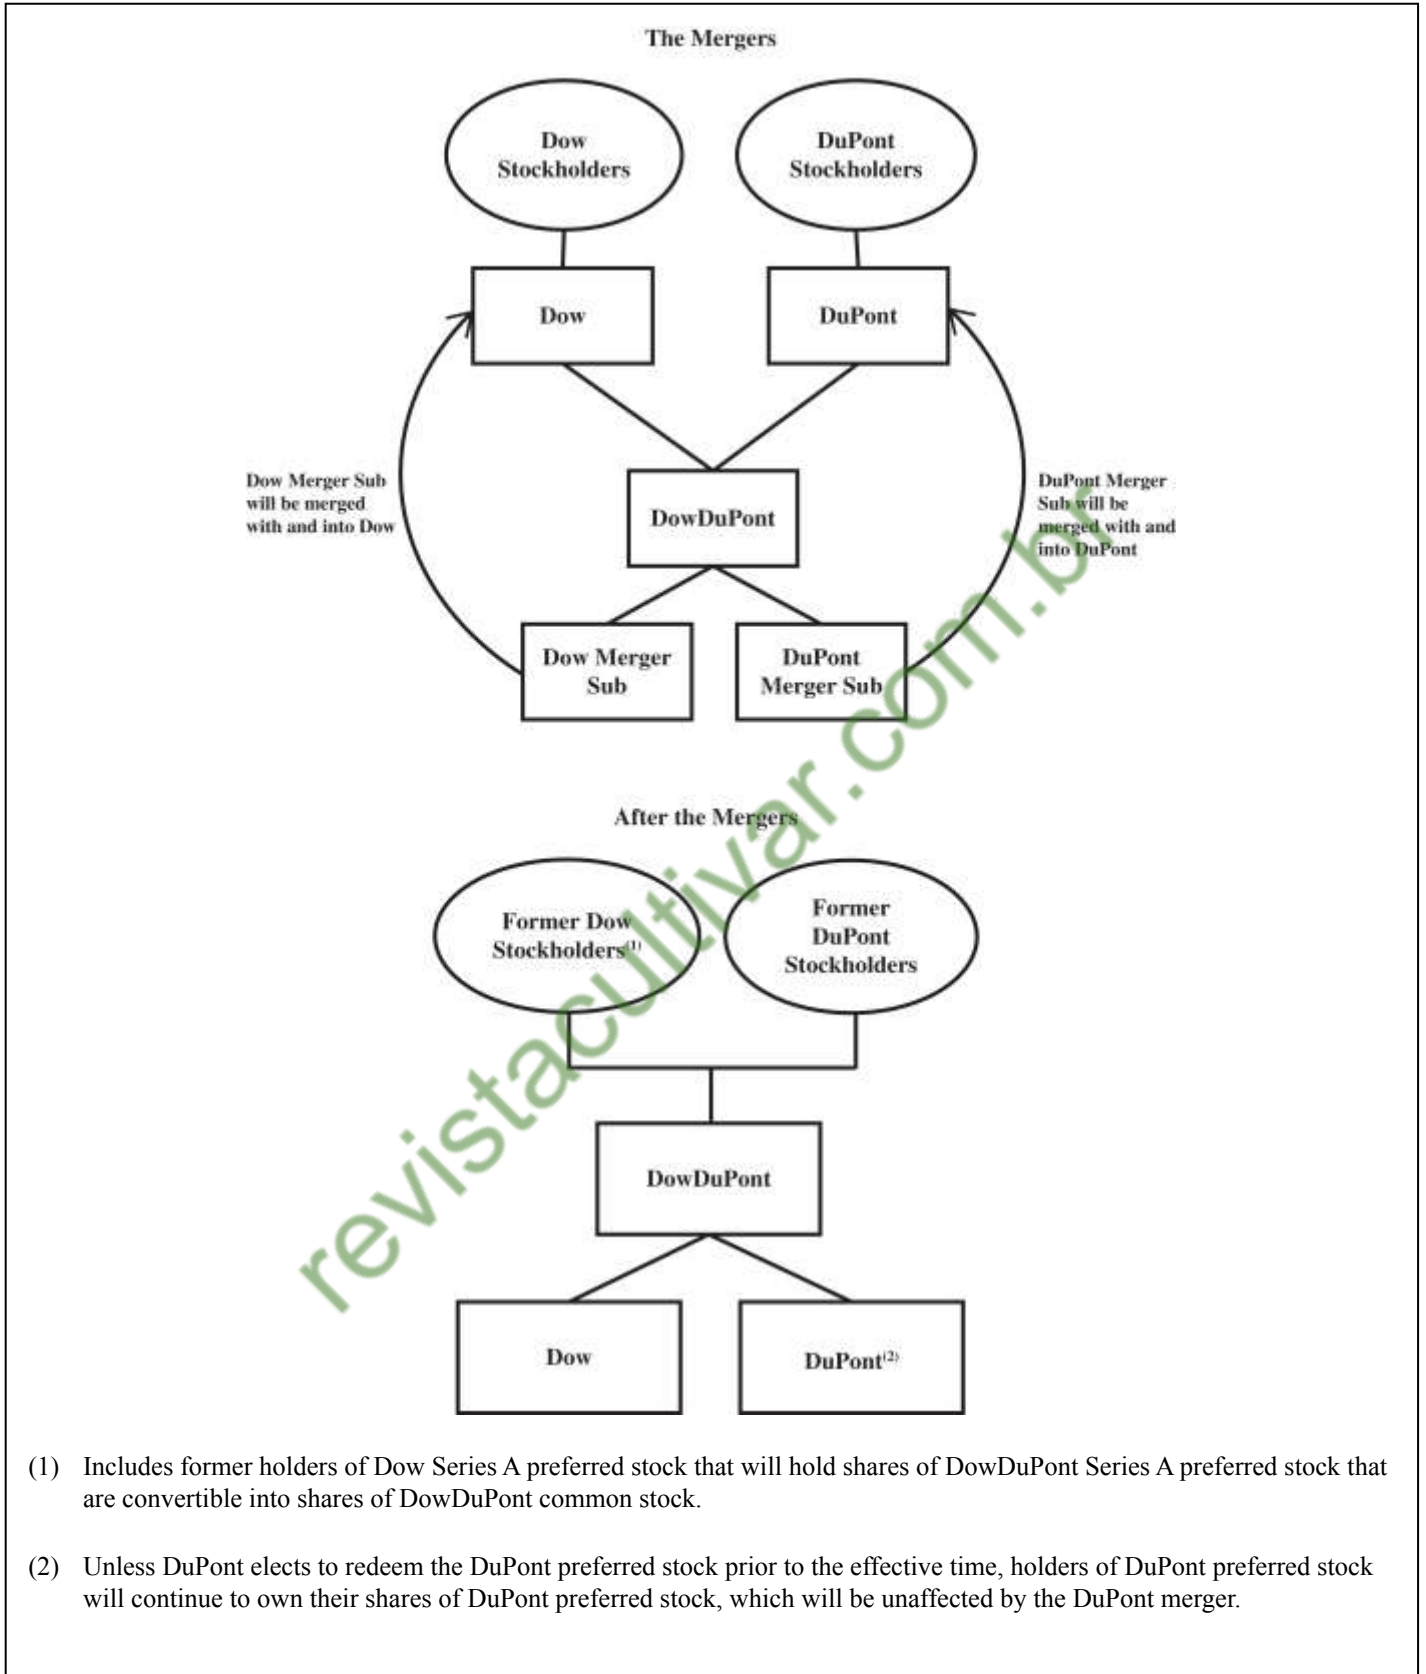 The Mergers
Dow
Stockholders
DuPont
Stockholders
Dow
DuPont
Dow Merger Sub
will be merged
with and into Dow
DuPont Merger
Sub will be
merged with and
into DuPont
DowDuPont
Dow Merger
Sub
DuPont
Merger Sub
After the Mergers
Former Dow
Stockholders(1)
Former
DuPont
Stockholders
DowDuPont
Dow
DuPont(2)
(1) Includes former holders of Dow Series A preferred stock that will hold shares of DowDuPont Series A preferred stock that
are convertible into shares of DowDuPont common stock.
(2) Unless DuPont elects to redeem the DuPont preferred stock prior to the effective time, holders of DuPont preferred stock
will continue to own their shares of DuPont preferred stock, which will be unaffected by the DuPont merger.
revistacultivar.com.br